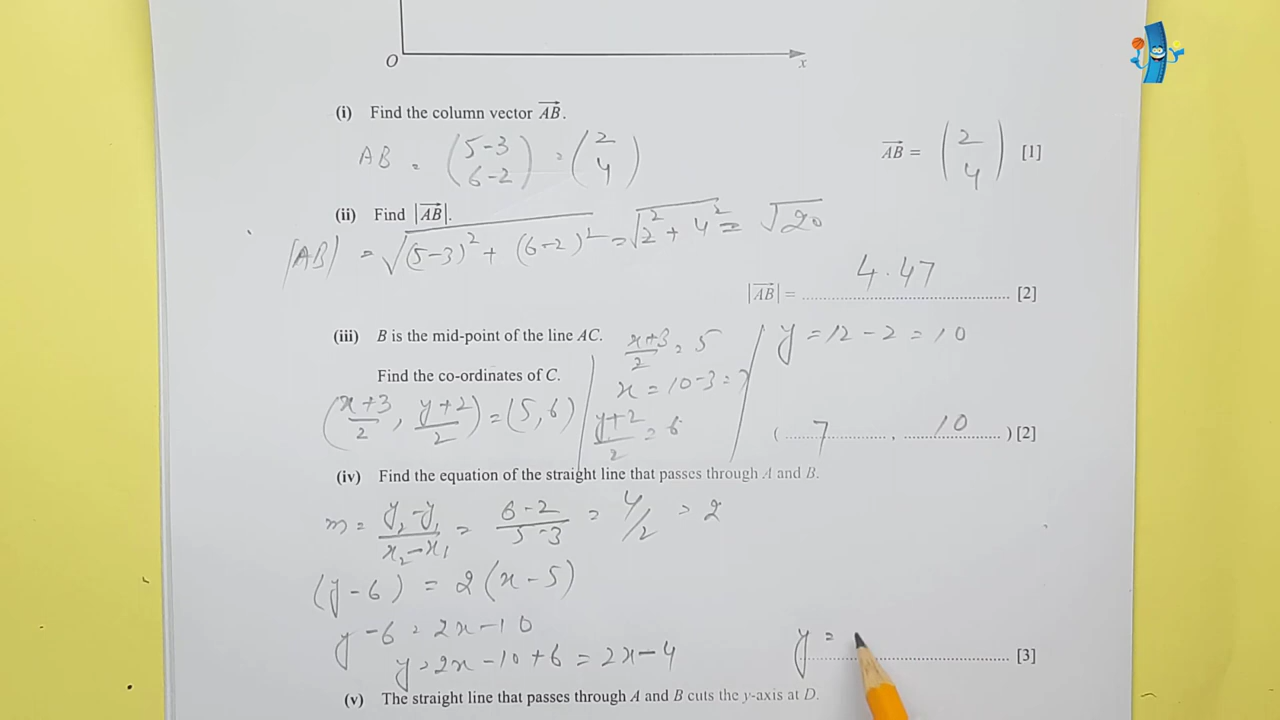 O x
(i) Find the column vector AB.
AB = (5-3 6-2) = (2 4)
AB = (2 4) [1]
(ii) Find |AB|.
|AB| = √(5-3)² + (6-2)² = √2² + 4² = √20
4.47
|AB| = [2]
(iii) B is the mid-point of the line AC.
x+3/2 = 5
y = 12 - 2 = 10
Find the co-ordinates of C.
x = 10-3 = 7
(x+3/2, y+2/2) = (5, 6)
y+2/2 = 6
( 7 , 10 ) [2]
(iv) Find the equation of the straight line that passes through A and B.
m = y₂-y₁/x₂-x₁ = 6-2/5-3 = 4/2 = 2
(y-6) = 2(x-5)
y-6 = 2x-10
y = 2x-10+6 = 2x-4
y = [3]
(v) The straight line that passes through A and B cuts the y-axis at D.